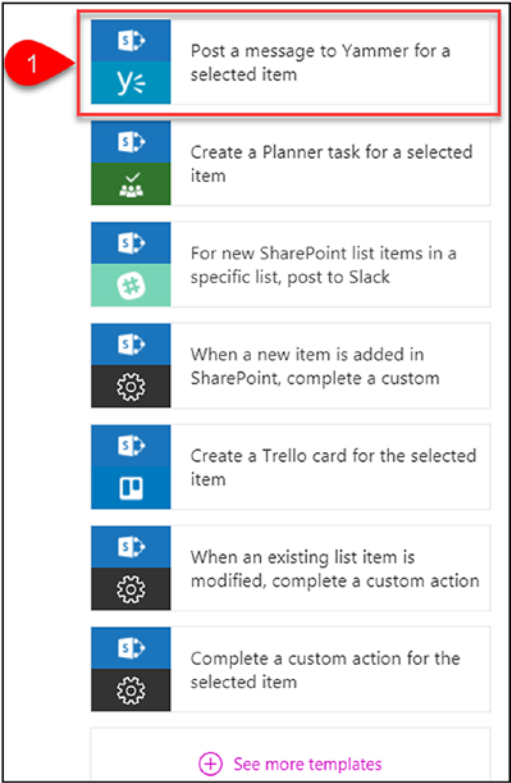 1
Post a message to Yammer for a
selected item
Create a Planner task for a selected
item
For new SharePoint list items in a
specific list, post to Slack
When a new item is added in
SharePoint, complete a custom
Create a Trello card for the selected
item
When an existing list item is
modified, complete a custom action
Complete a custom action for the
selected item
See more templates